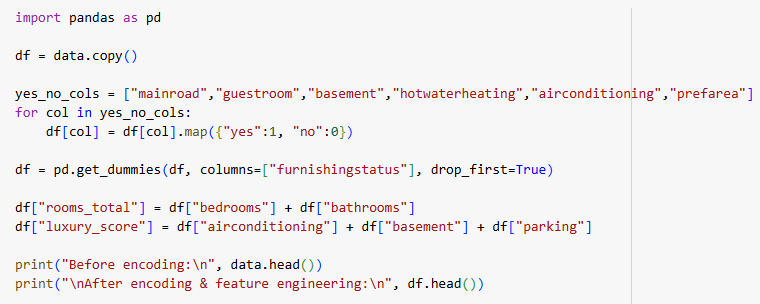 import pandas as pd
df = data.copy()
yes_no_cols = ["mainroad","guestroom","basement","hotwaterheating","airconditioning","prefarea"]
for col in yes_no_cols:
    df[col] = df[col].map({"yes":1, "no":0})
df = pd.get_dummies(df, columns=["furnishingstatus"], drop_first=True)
df["rooms_total"] = df["bedrooms"] + df["bathrooms"]
df["luxury_score"] = df["airconditioning"] + df["basement"] + df["parking"]
print("Before encoding:\n", data.head())
print("\nAfter encoding & feature engineering:\n", df.head())